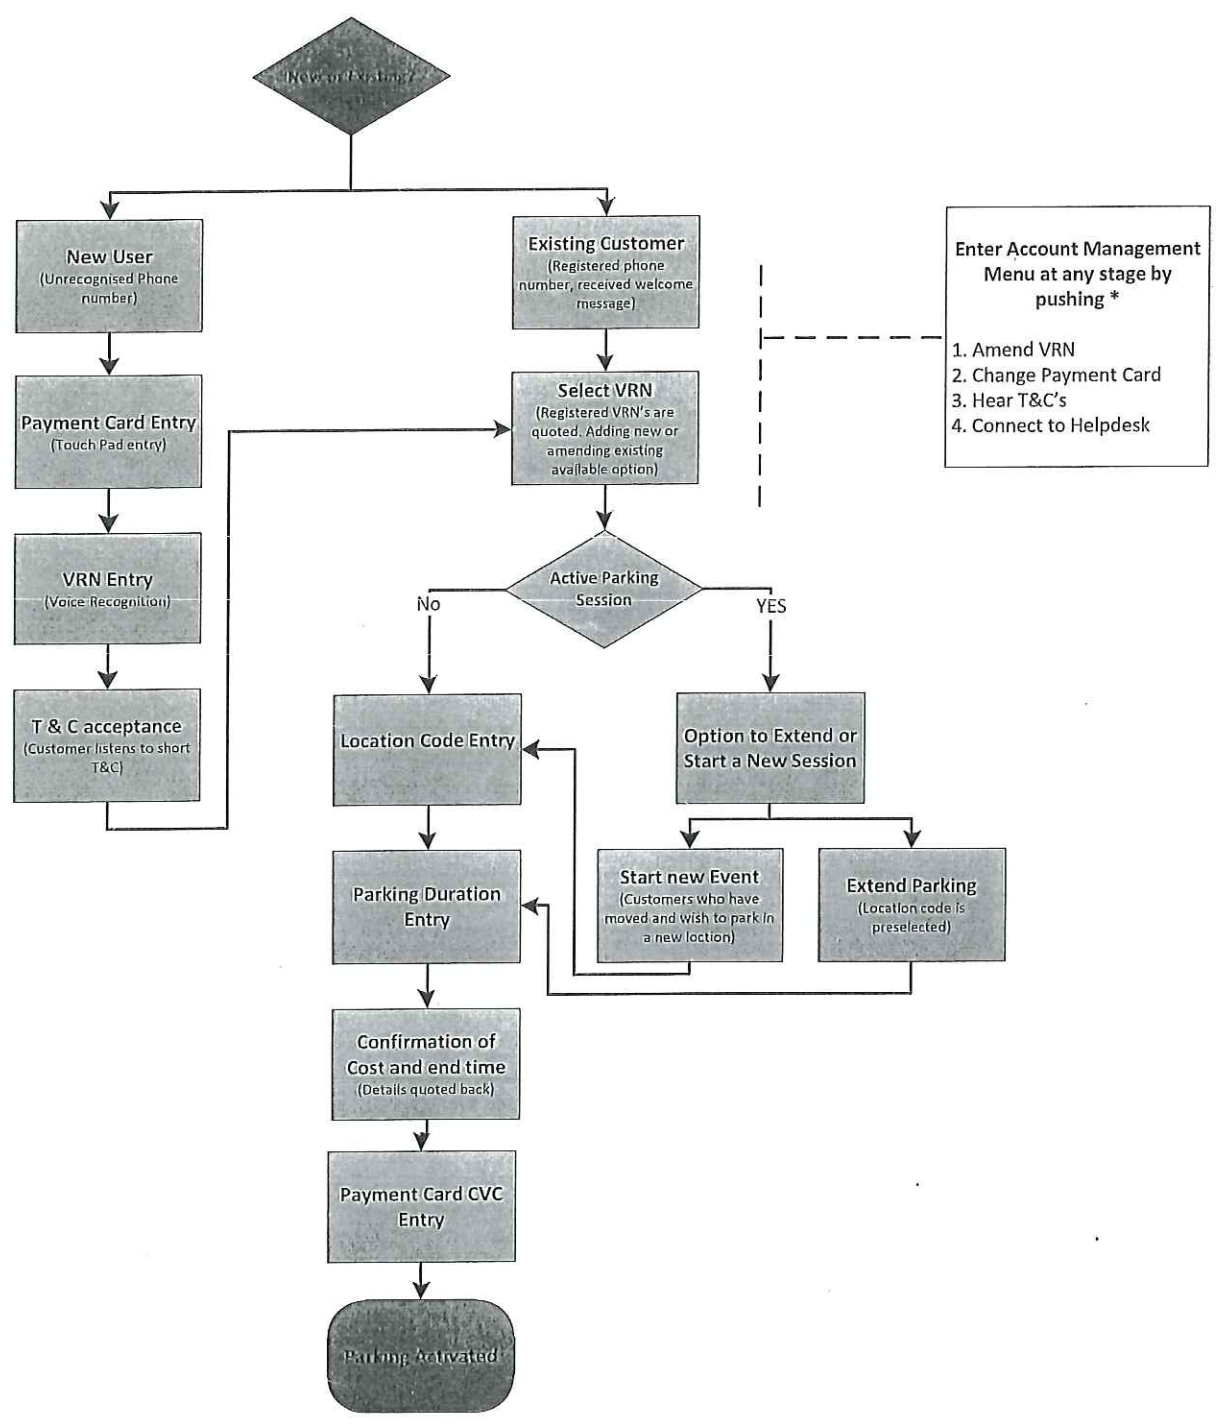 New or Existing?
New User
(Unrecognised Phone
number)
Existing Customer
(Registered phone
number, received welcome
message)
Enter Account Management
Menu at any stage by
pushing *
1. Amend VRN
2. Change Payment Card
3. Hear T&C's
4. Connect to Helpdesk
Payment Card Entry
(Touch Pad entry)
Select VRN
(Registered VRN's are
quoted. Adding new or
amending existing
available option)
VRN Entry
(Voice Recognition)
Active Parking
Session
No
YES
T & C acceptance
(Customer listens to short
T&C)
Location Code Entry
Option to Extend or
Start a New Session
Parking Duration
Entry
Start new Event
(Customers who have
moved and wish to park in
a new loction)
Extend Parking
(Location code is
preselected)
Confirmation of
Cost and end time
(Details quoted back)
Payment Card CVC
Entry
Parking Activated